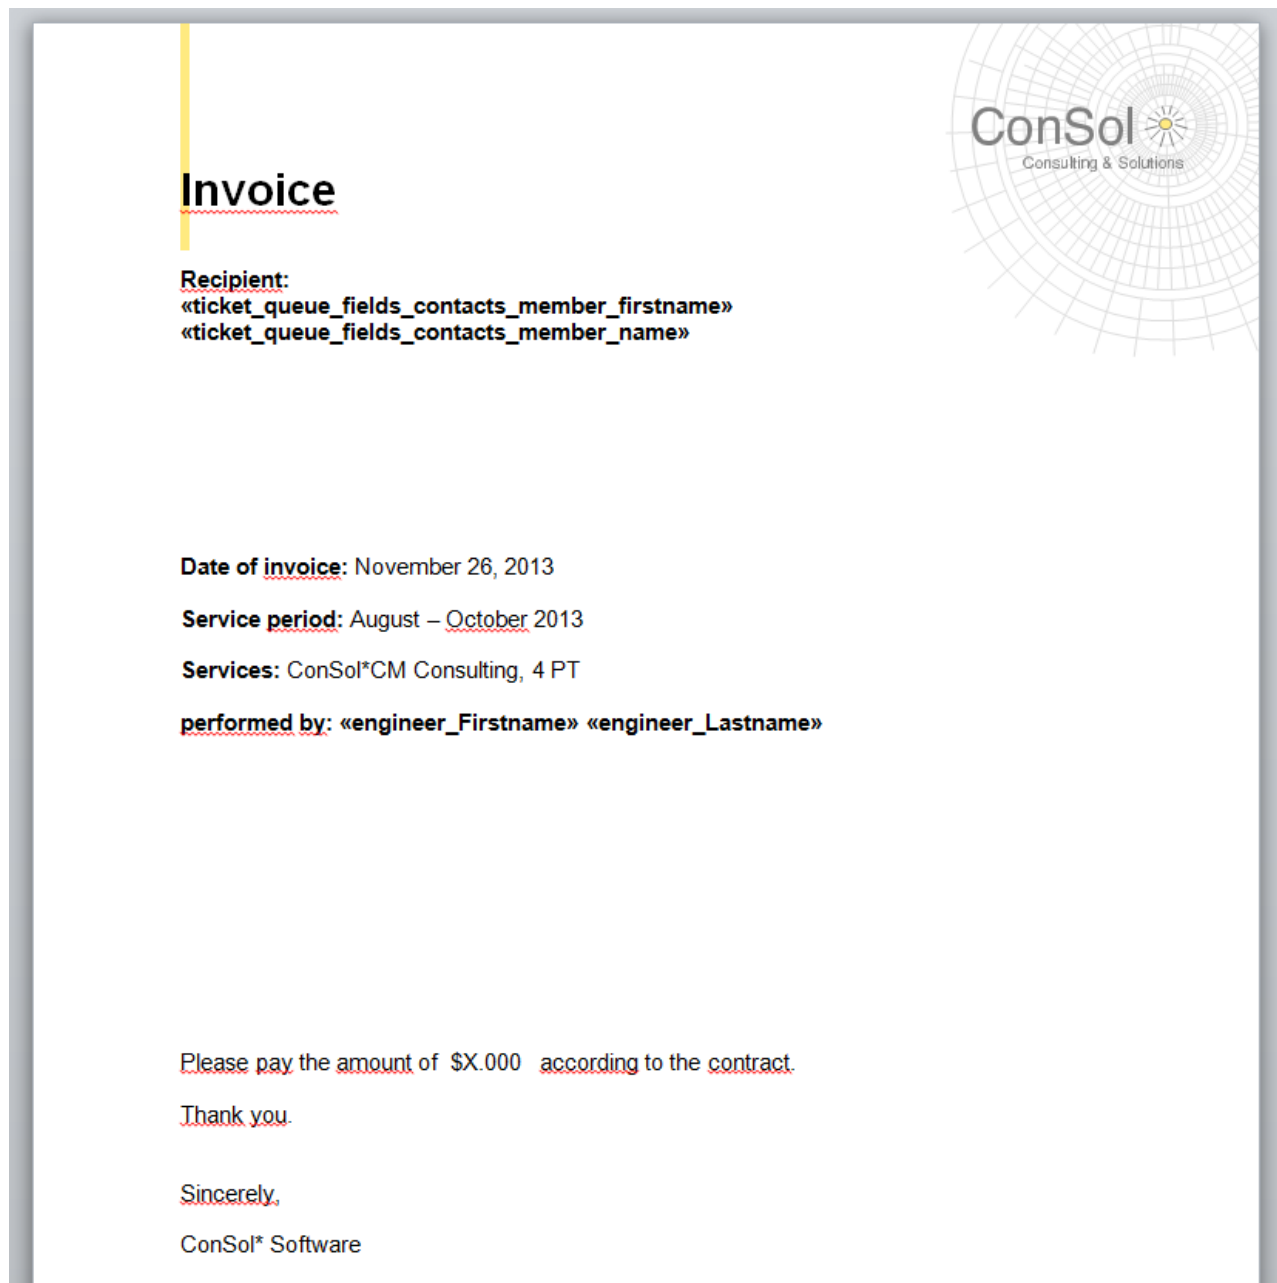 ConSol
Consulting & Solutions
Invoice
Recipient:
«ticket_queue_fields_contacts_member_firstname»
«ticket_queue_fields_contacts_member_name»
Date of invoice: November 26, 2013
Service period: August – October 2013
Services: ConSol*CM Consulting, 4 PT
performed by: «engineer_Firstname» «engineer_Lastname»
Please pay the amount of  $X.000   according to the contract.
Thank you.
Sincerely,
ConSol* Software